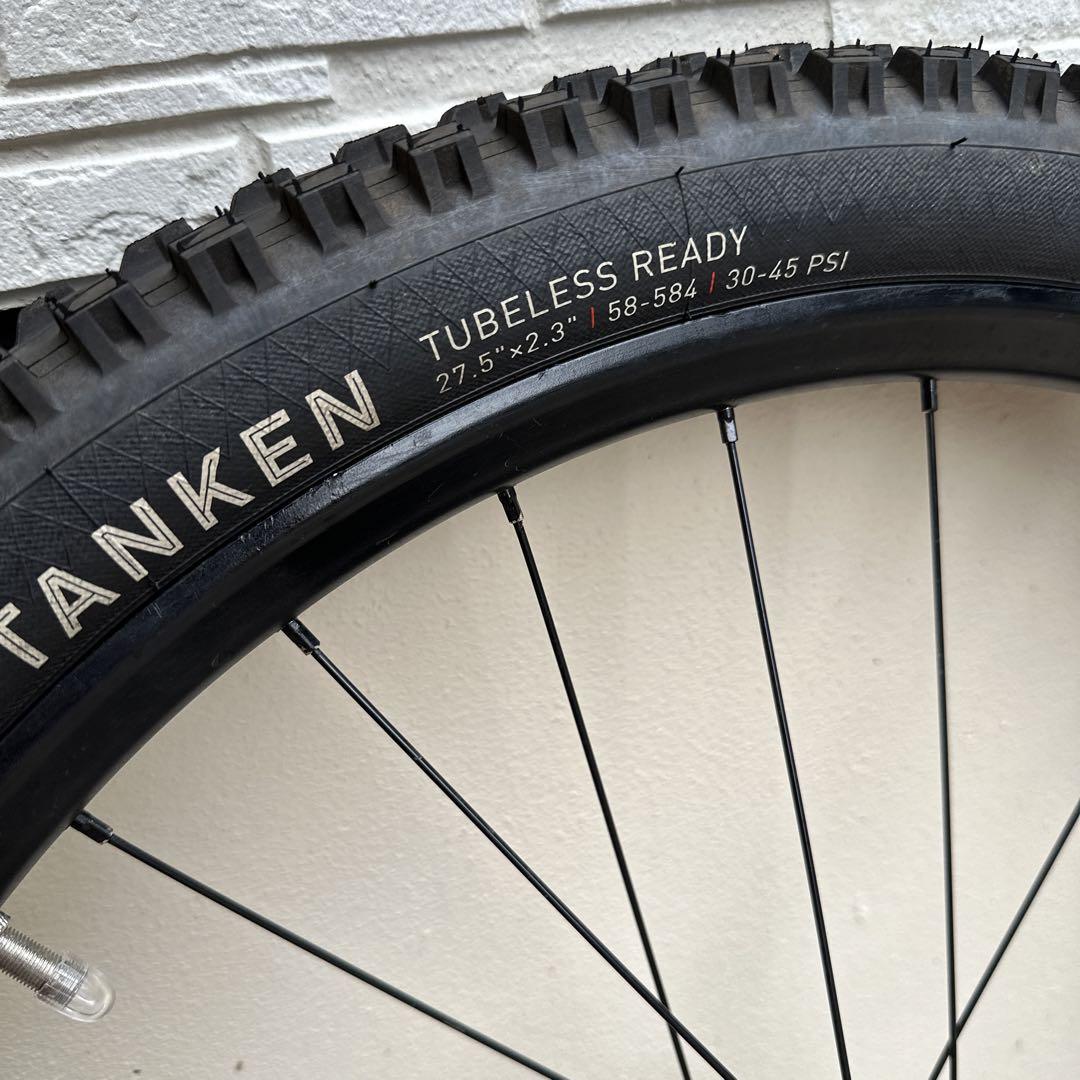 TANKEN
TUBELESS READY
27.5"×2.3" | 58-584 | 30-45 PSI